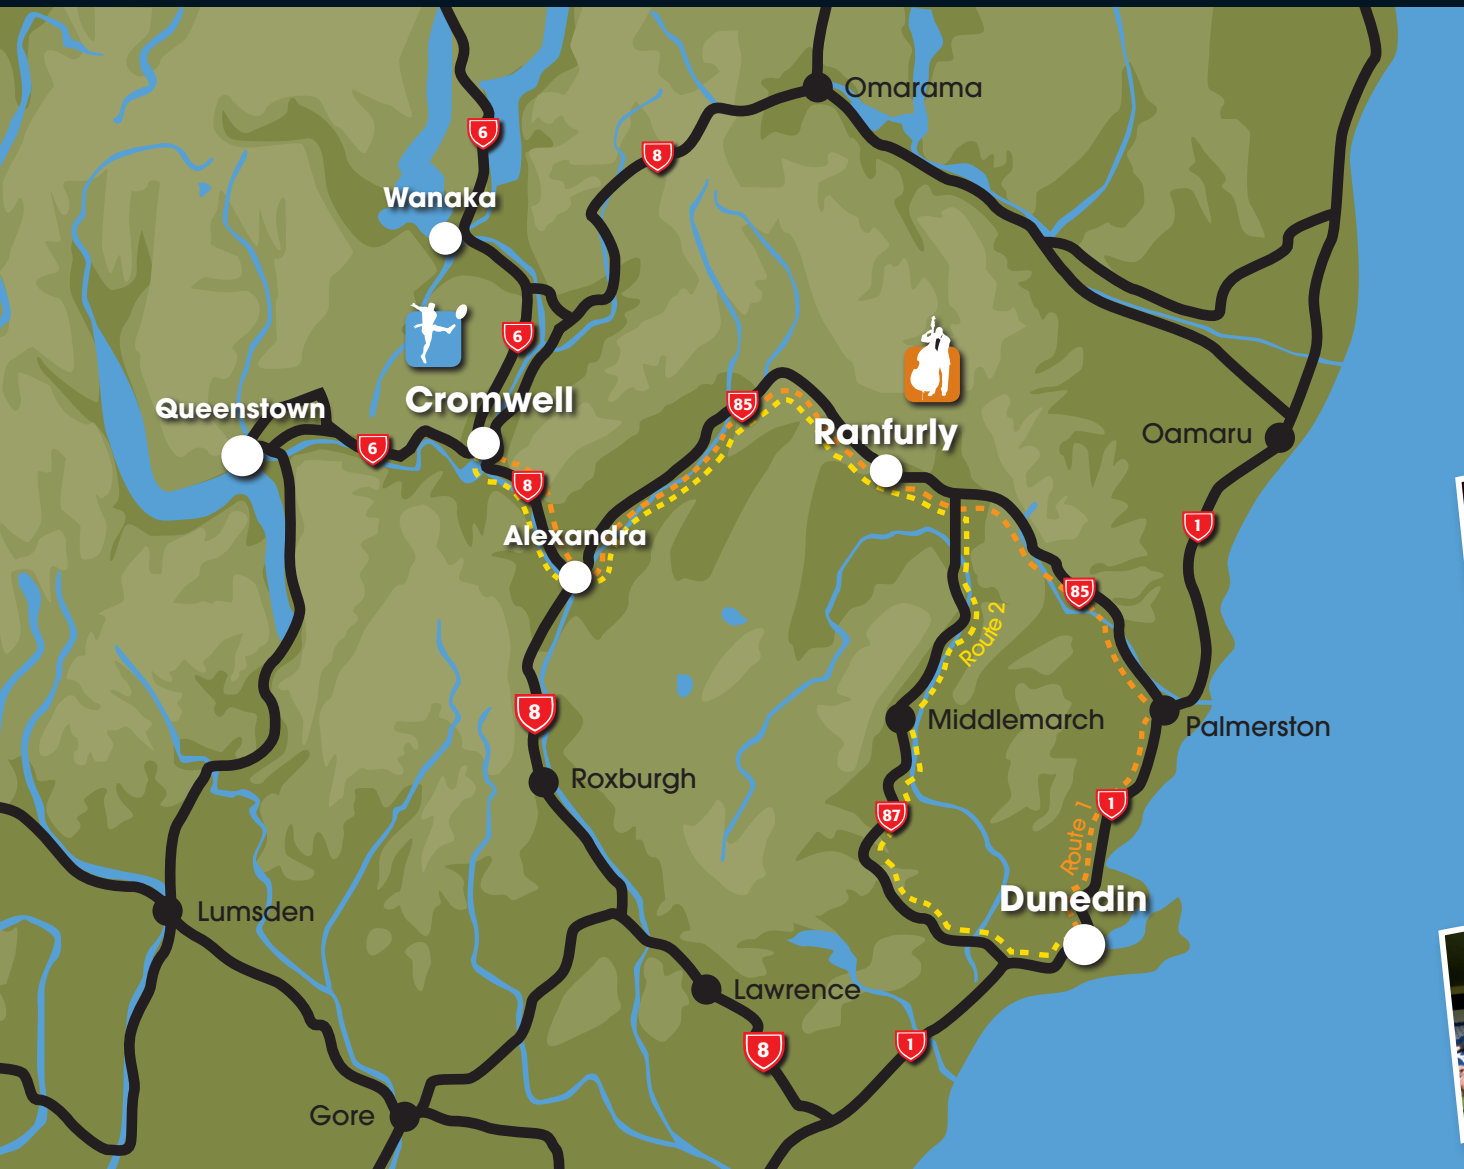 Omarama
6
8
Wanaka
6
Cromwell
85
Queenstown
Ranfurly
Oamaru
6
8
1
Alexandra
85
Route 2
8
Middlemarch
Palmerston
Roxburgh
1
87
Route 1
Dunedin
Lumsden
Lawrence
1
8
Gore